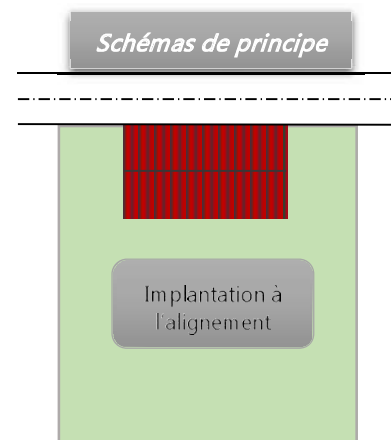 Schémas de principe
Implantation à
l'alignement